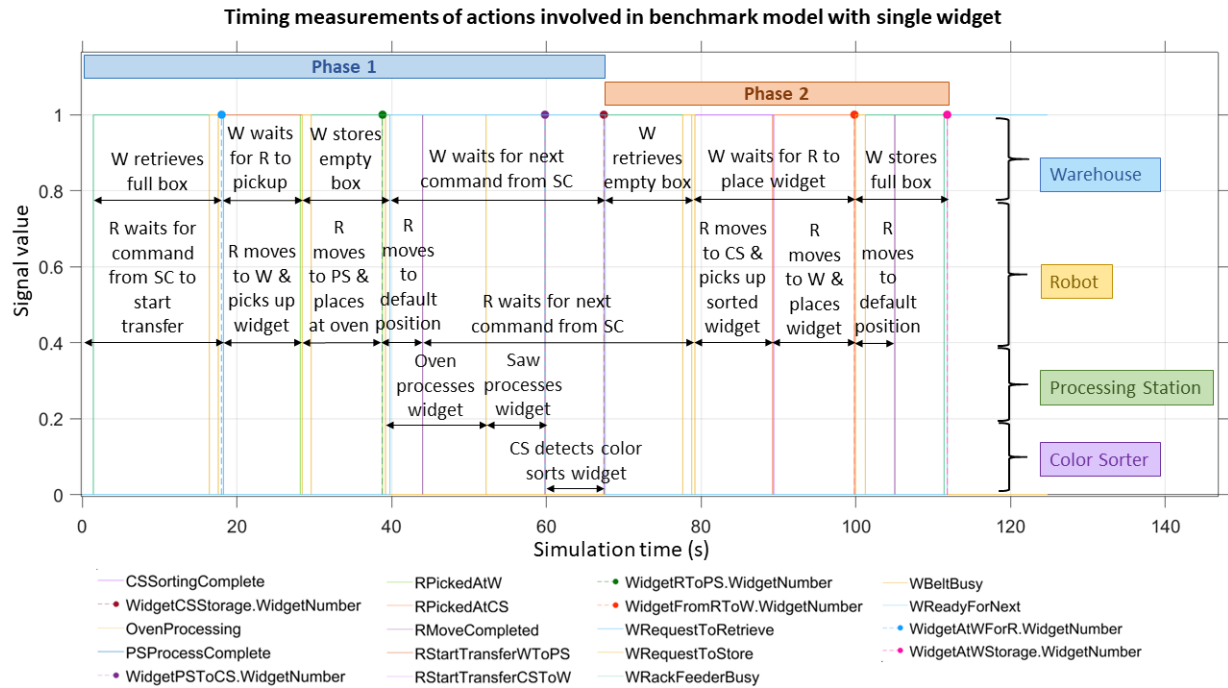 Timing measurements of actions involved in benchmark model with single widget
Phase 1
Phase 2
Signal value
1
0.8
0.6
0.4
0.2
0
W retrieves
full box
W waits
for R to
pickup
W stores
empty
box
W waits for next
command from SC
W
retrieves
empty box
W waits for R to
place widget
W stores
full box
Warehouse
R waits for
command
from SC to
start
transfer
R moves
to W &
picks up
widget
R
moves
to PS &
places
at oven
R
moves
to
default
position
R waits for next
command from SC
R moves
to CS &
picks up
sorted
widget
R
moves
to W &
places
widget
R
moves
to
default
position
Robot
Oven
processes
widget
Saw
processes
widget
Processing Station
CS detects color
sorts widget
Color Sorter
0 20 40 60 80 100 120 140
Simulation time (s)
CSSortingComplete
WidgetCSStorage.WidgetNumber
OvenProcessing
PSProcessComplete
WidgetPSToCS.WidgetNumber
RPickedAtW
RPickedAtCS
RMoveCompleted
RStartTransferWToPS
RStartTransferCSToW
WidgetRToPS.WidgetNumber
WidgetFromRToW.WidgetNumber
WRequestToRetrieve
WRequestToStore
WRackFeederBusy
WBeltBusy
WReadyForNext
WidgetAtWForR.WidgetNumber
WidgetAtWStorage.WidgetNumber